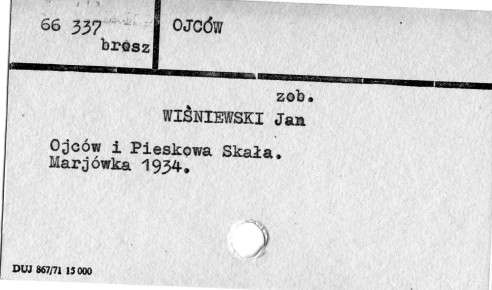 66 337
brosz
OJCÓW
zob.
WIŚNIEWSKI Jan
Ojców i Pieskowa Skała.
Marjówka 1934.
DUJ 867/71 15 000